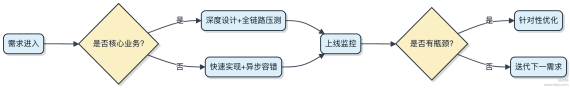 需求进入
是否核心业务?
是
深度设计+全链路压测
否
快速实现+异步容错
上线监控
是否有瓶颈?
是
针对性优化
否
迭代下一需求